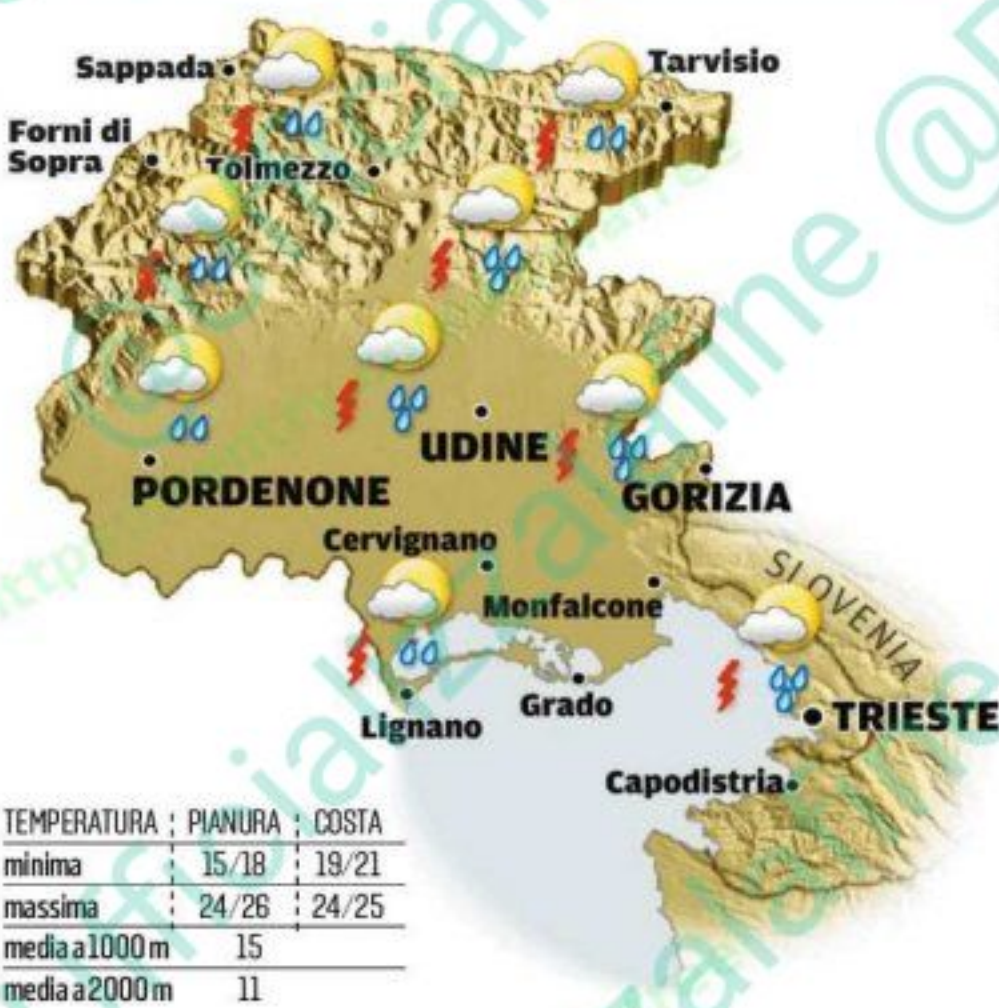 Sappada
Tarvisio
Forni di
Sopra
Tolmezzo
UDINE
PORDENONE
GORIZIA
Cervignano
SLOVENIA
Monfalcone
Grado
Lignano
TRIESTE
Capodistria
TEMPERATURA PIANURA COSTA
minima 15/18 19/21
massima 24/26 24/25
media a 1000 m 15
media a 2000 m 11